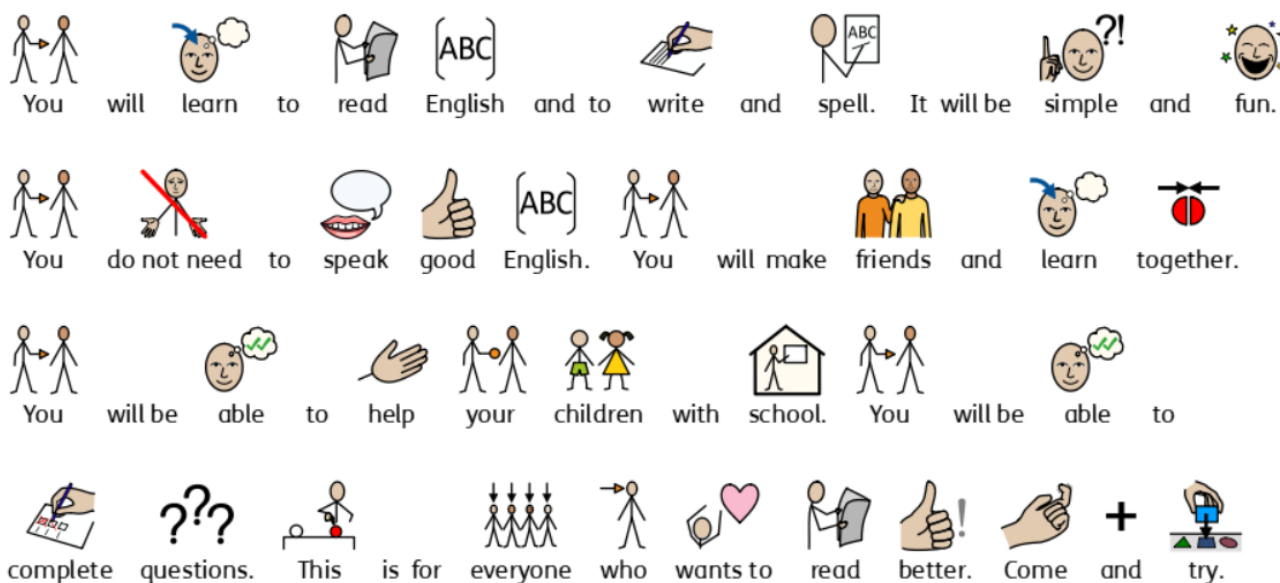 You will learn to read English and to write and spell. It will be simple and fun.
You do not need to speak good English. You will make friends and learn together.
You will be able to help your children with school. You will be able to
complete questions. This is for everyone who wants to read better. Come and try.